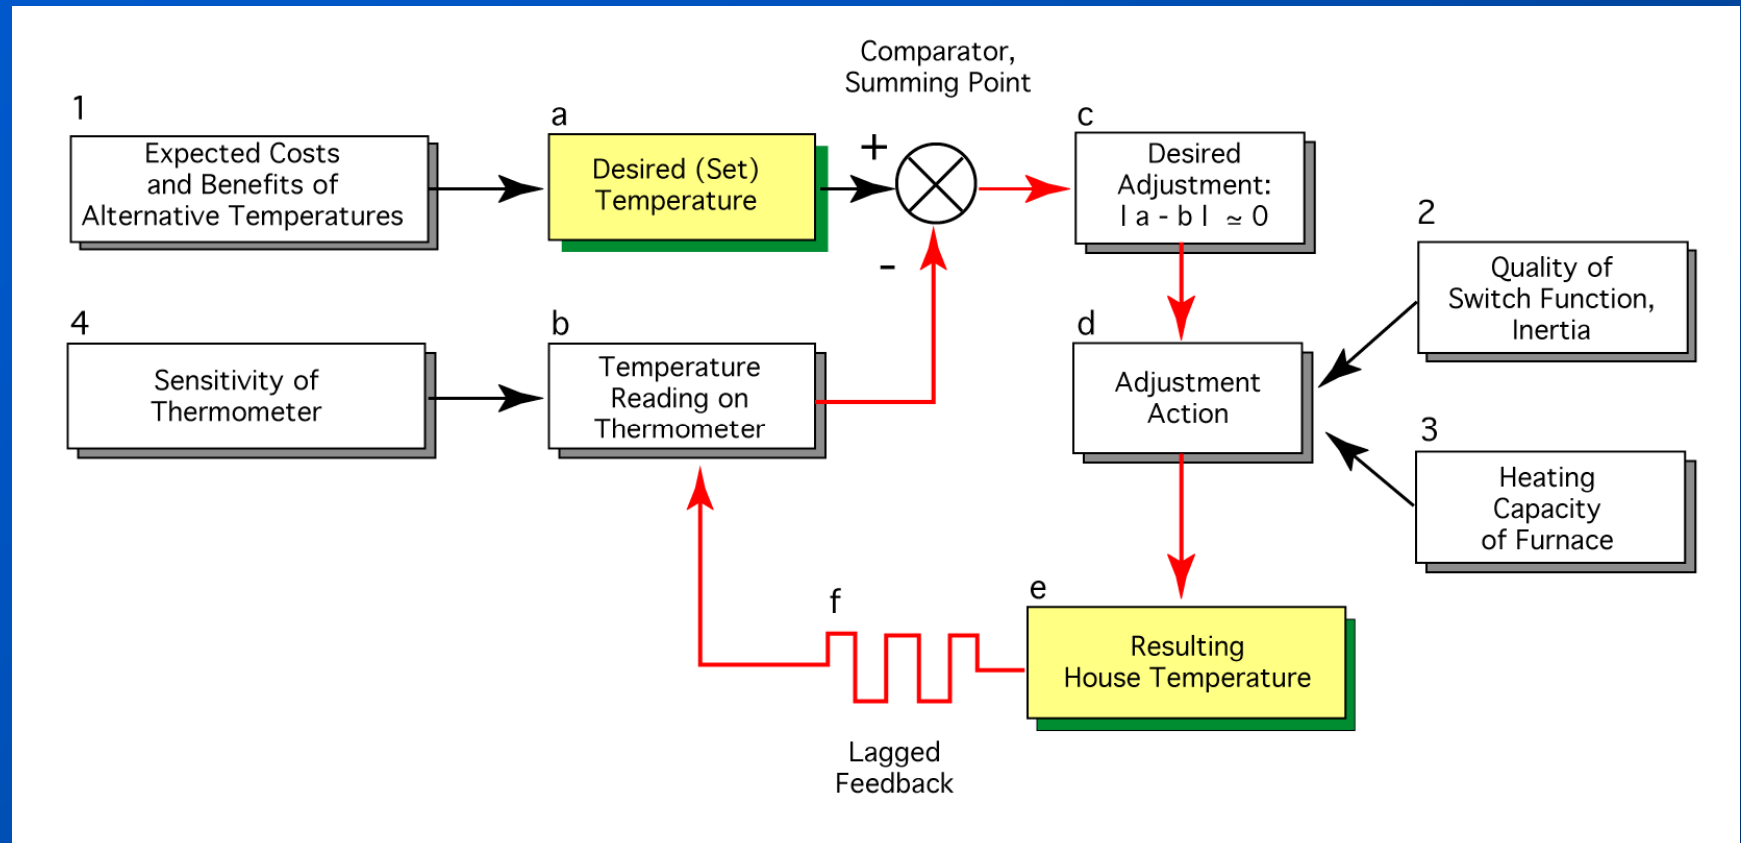 Comparator,
Summing Point
1
Expected Costs
and Benefits of
Alternative Temperatures
a
Desired (Set)
Temperature
+
-
c
Desired
Adjustment:
I a - b I ≃ 0
2
Quality of
Switch Function,
Inertia
4
Sensitivity of
Thermometer
b
Temperature
Reading on
Thermometer
d
Adjustment
Action
3
Heating
Capacity
of Furnace
f
Lagged
Feedback
e
Resulting
House Temperature